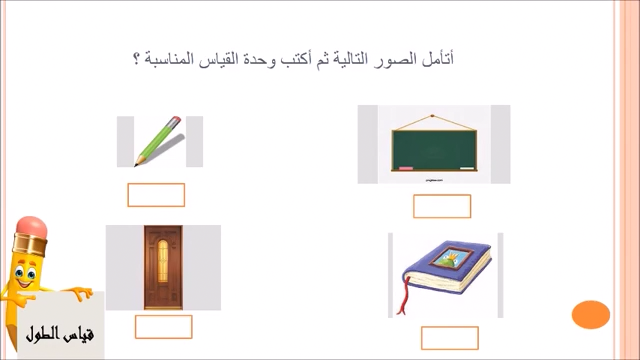 أتأمل الصور التالية ثم أكتب وحدة القياس المناسبة ؟
قياس الطول